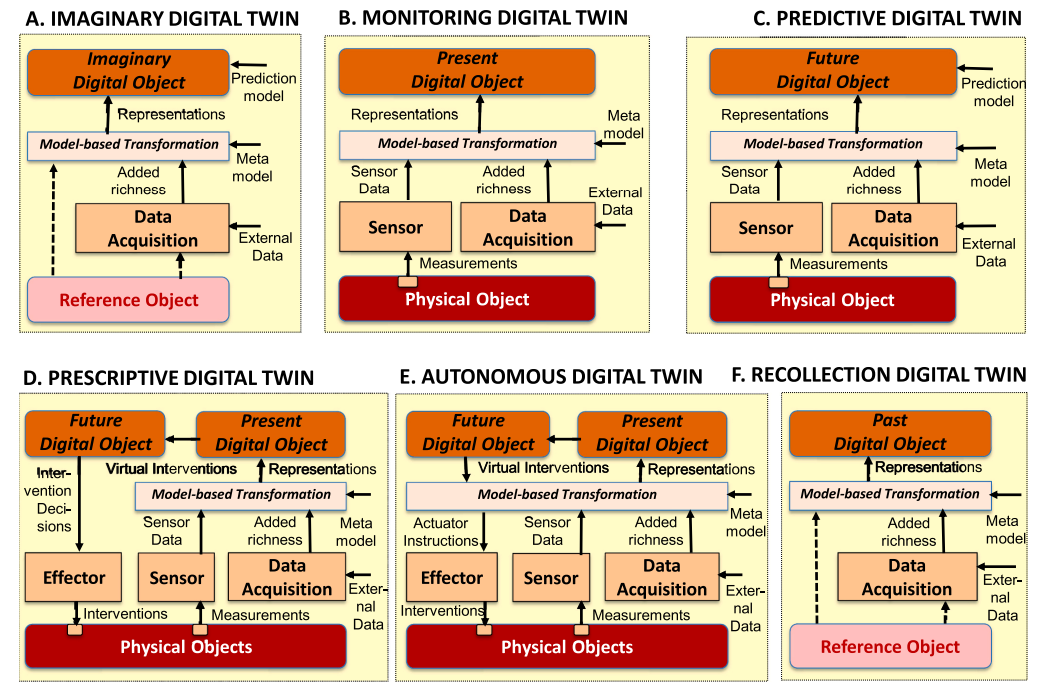 A. IMAGINARY DIGITAL TWIN
Imaginary
Digital Object
Prediction
model
Representations
Model-based Transformation
Meta
model
Added
richness
Data
Acquisition
External
Data
Reference Object
B. MONITORING DIGITAL TWIN
Present
Digital Object
Representations
Meta
model
Model-based Transformation
Sensor
Data
Added
richness
External
Data
Sensor
Data
Acquisition
Measurements
Physical Object
C. PREDICTIVE DIGITAL TWIN
Future
Digital Object
Prediction
model
Representations
Model-based Transformation
Meta
model
Sensor
Data
Added
richness
Sensor
Data
Acquisition
External
Data
Measurements
Physical Object
D. PRESCRIPTIVE DIGITAL TWIN
Future
Digital Object
Present
Digital Object
Inter-
vention
Deci-
sions
Virtual Interventions
Representations
Model-based Transformation
Sensor
Data
Added
richness
Meta
model
Effector
Sensor
Data
Acquisition
Exter-
nal
Data
Interventions
Measurements
Physical Objects
E. AUTONOMOUS DIGITAL TWIN
Future
Digital Object
Present
Digital Object
Virtual Interventions
Representations
Model-based Transformation
Meta
model
Actuator
Instructions
Sensor
Data
Added
richness
Effector
Sensor
Data
Acquisition
Exter-
nal
Data
Interventions
Measurements
Physical Objects
F. RECOLLECTION DIGITAL TWIN
Past
Digital Object
Representations
Model-based Transformation
Meta
model
Added
richness
Data
Acquisition
Exter-
nal
Data
Reference Object